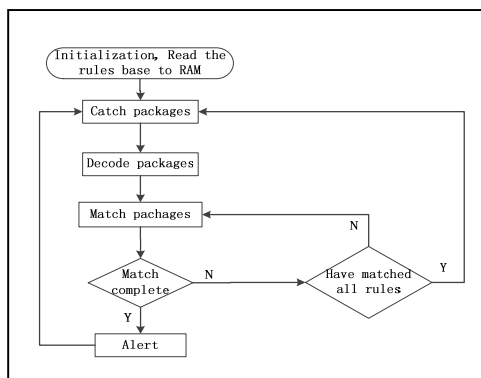 Initialization, Read the
rules base to RAM
Catch packages
Decode packages
Match pachages
N
Match
complete
N
Have matched
all rules
Y
Y
Alert